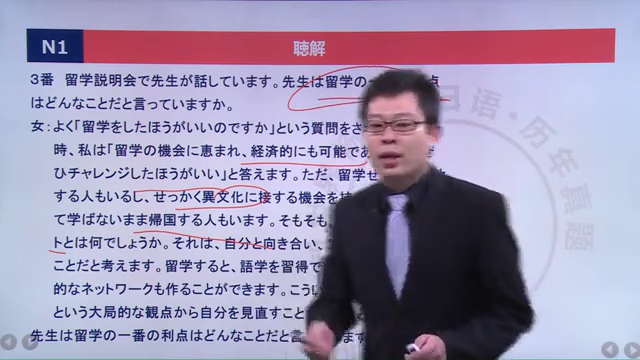 N1 聴解
3番 留学説明会で先生が話しています。先生は留学の一 点
はどんなことだと言っていますか。
女:よく「留学をしたほうがいいのですか」という質問をさ
時、私は「留学の機会に恵まれ、経済的にも可能であ
ひチャレンジしたほうがいい」と答えます。ただ、留学せ
する人もいるし、せっかく異文化に接する機会を
て学ばないまま帰国する人もいます。そもそも、
トとは何でしょうか。それは、自分と向き合い、
ことだと考えます。留学すると、語学を習得で
的なネットワークも作ることができます。こうい
という大局的な観点から自分を見直すこと
先生は留学の一番の利点はどんなことだと言 ます
日语·历年真题